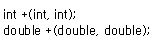 int +(int, int);
double +(double, double);